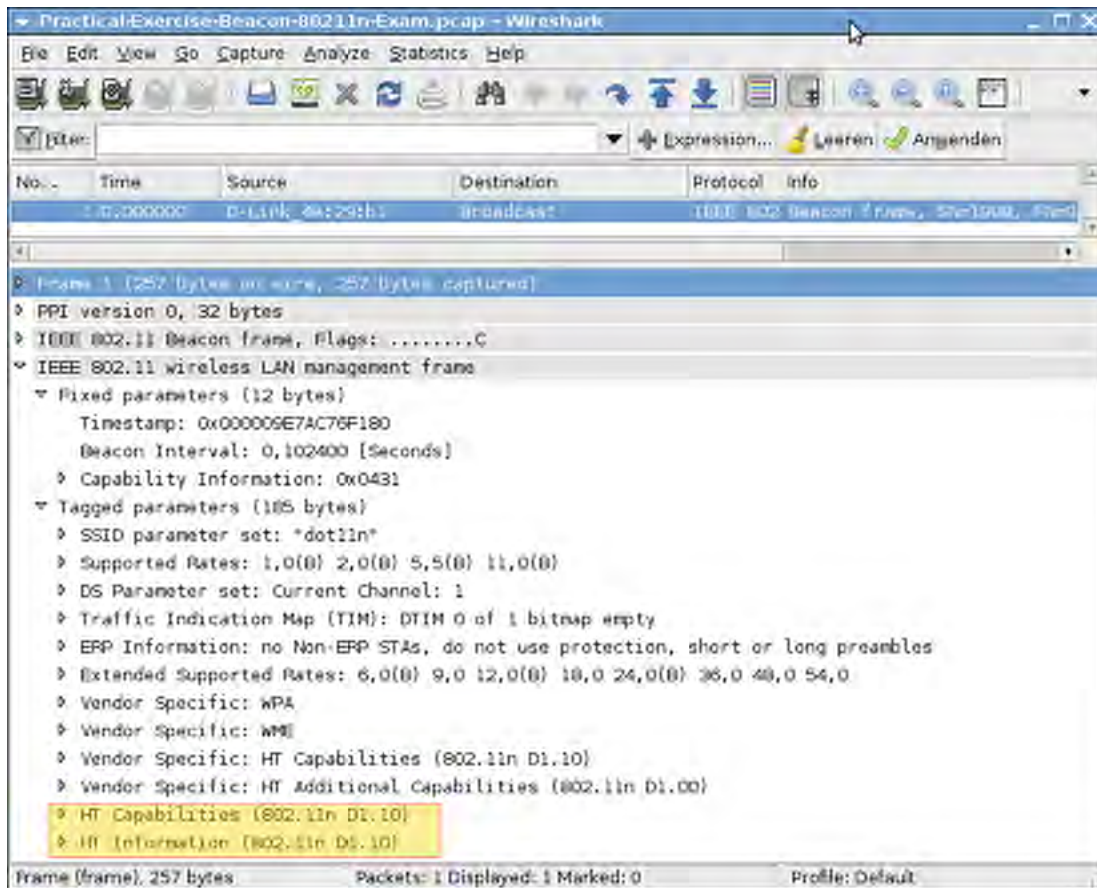 Practical-Exercise-Beacon-80211n-Exam.pcap - Wireshark
File Edit View Go Capture Analyze Statistics Help
Filter: Expression... Leeren Anwenden
No. . Time Source Destination Protocol Info
0.000000 D-Link_ Broadcast IEEE 802 Beacon frame,
Frame 1 (257 bytes on wire, 257 bytes captured)
PPI version 0, 32 bytes
IEEE 802.11 Beacon frame, Flags: ........C
IEEE 802.11 wireless LAN management frame
Fixed parameters (12 bytes)
Timestamp: 0x000009E7AC76F180
Beacon Interval: 0,102400 [Seconds]
Capability Information: 0x0431
Tagged parameters (185 bytes)
SSID parameter set: "dot11n"
Supported Rates: 1,0(B) 2,0(B) 5,5(B) 11,0(B)
DS Parameter set: Current Channel: 1
Traffic Indication Map (TIM): DTIM 0 of 1 bitmap empty
ERP Information: no Non-ERP STAs, do not use protection, short or long preambles
Extended Supported Rates: 6,0(B) 9,0 12,0(B) 18,0 24,0(B) 36,0 48,0 54,0
Vendor Specific: WPA
Vendor Specific: WME
Vendor Specific: HT Capabilities (802.11n D1.10)
Vendor Specific: HT Additional Capabilities (802.11n D1.00)
HT Capabilities (802.11n D1.10)
HT Information (802.11n D1.10)
Frame (frame), 257 bytes Packets: 1 Displayed: 1 Marked: 0 Profile: Default